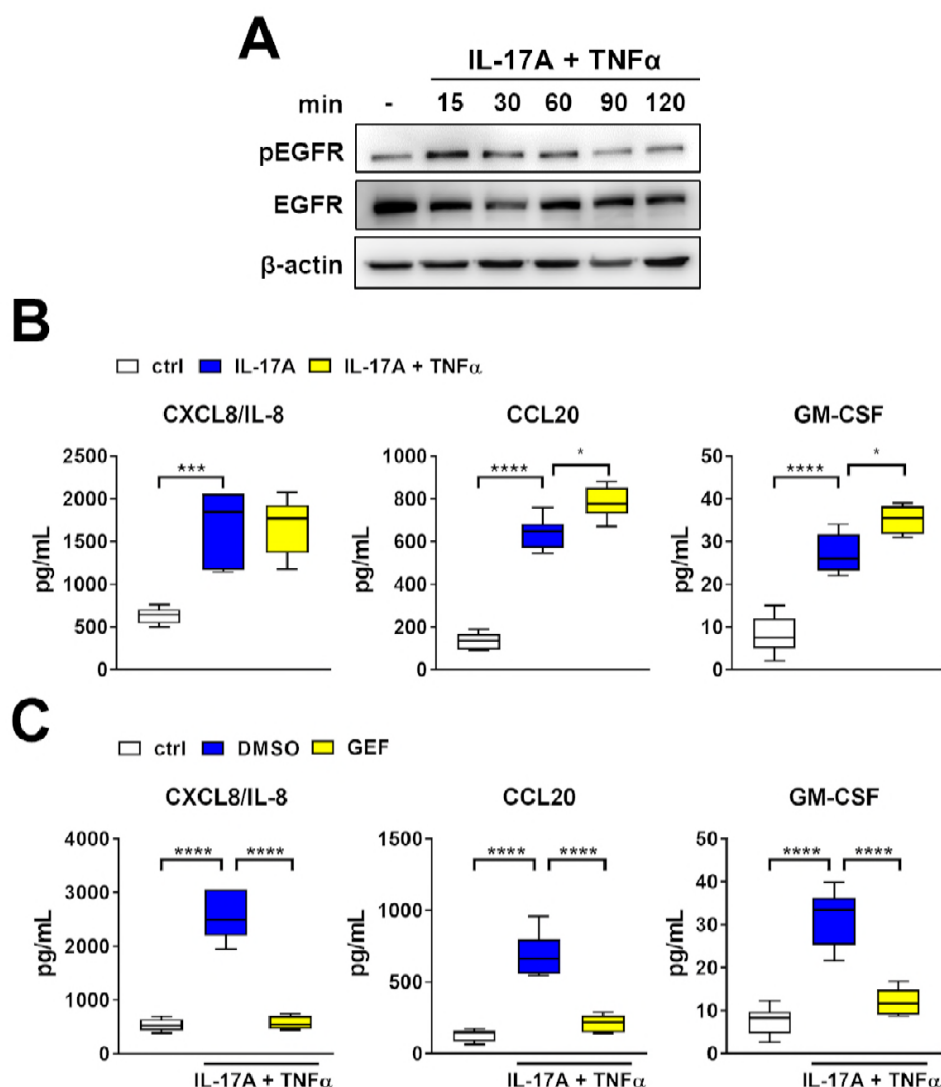 A
IL-17A + TNFα
min - 15 30 60 90 120
pEGFR
EGFR
β-actin
B
ctrl IL-17A IL-17A + TNFα
CXCL8/IL-8
pg/mL
2500
2000
1500
1000
500
0
***
CCL20
pg/mL
1000
800
600
400
200
0
**** *
GM-CSF
pg/mL
50
40
30
20
10
0
**** *
C
ctrl DMSO GEF
CXCL8/IL-8
pg/mL
4000
3000
2000
1000
0
**** ****
IL-17A + TNFα
CCL20
pg/mL
1500
1000
500
0
**** ****
IL-17A + TNFα
GM-CSF
pg/mL
50
40
30
20
10
0
**** ****
IL-17A + TNFα